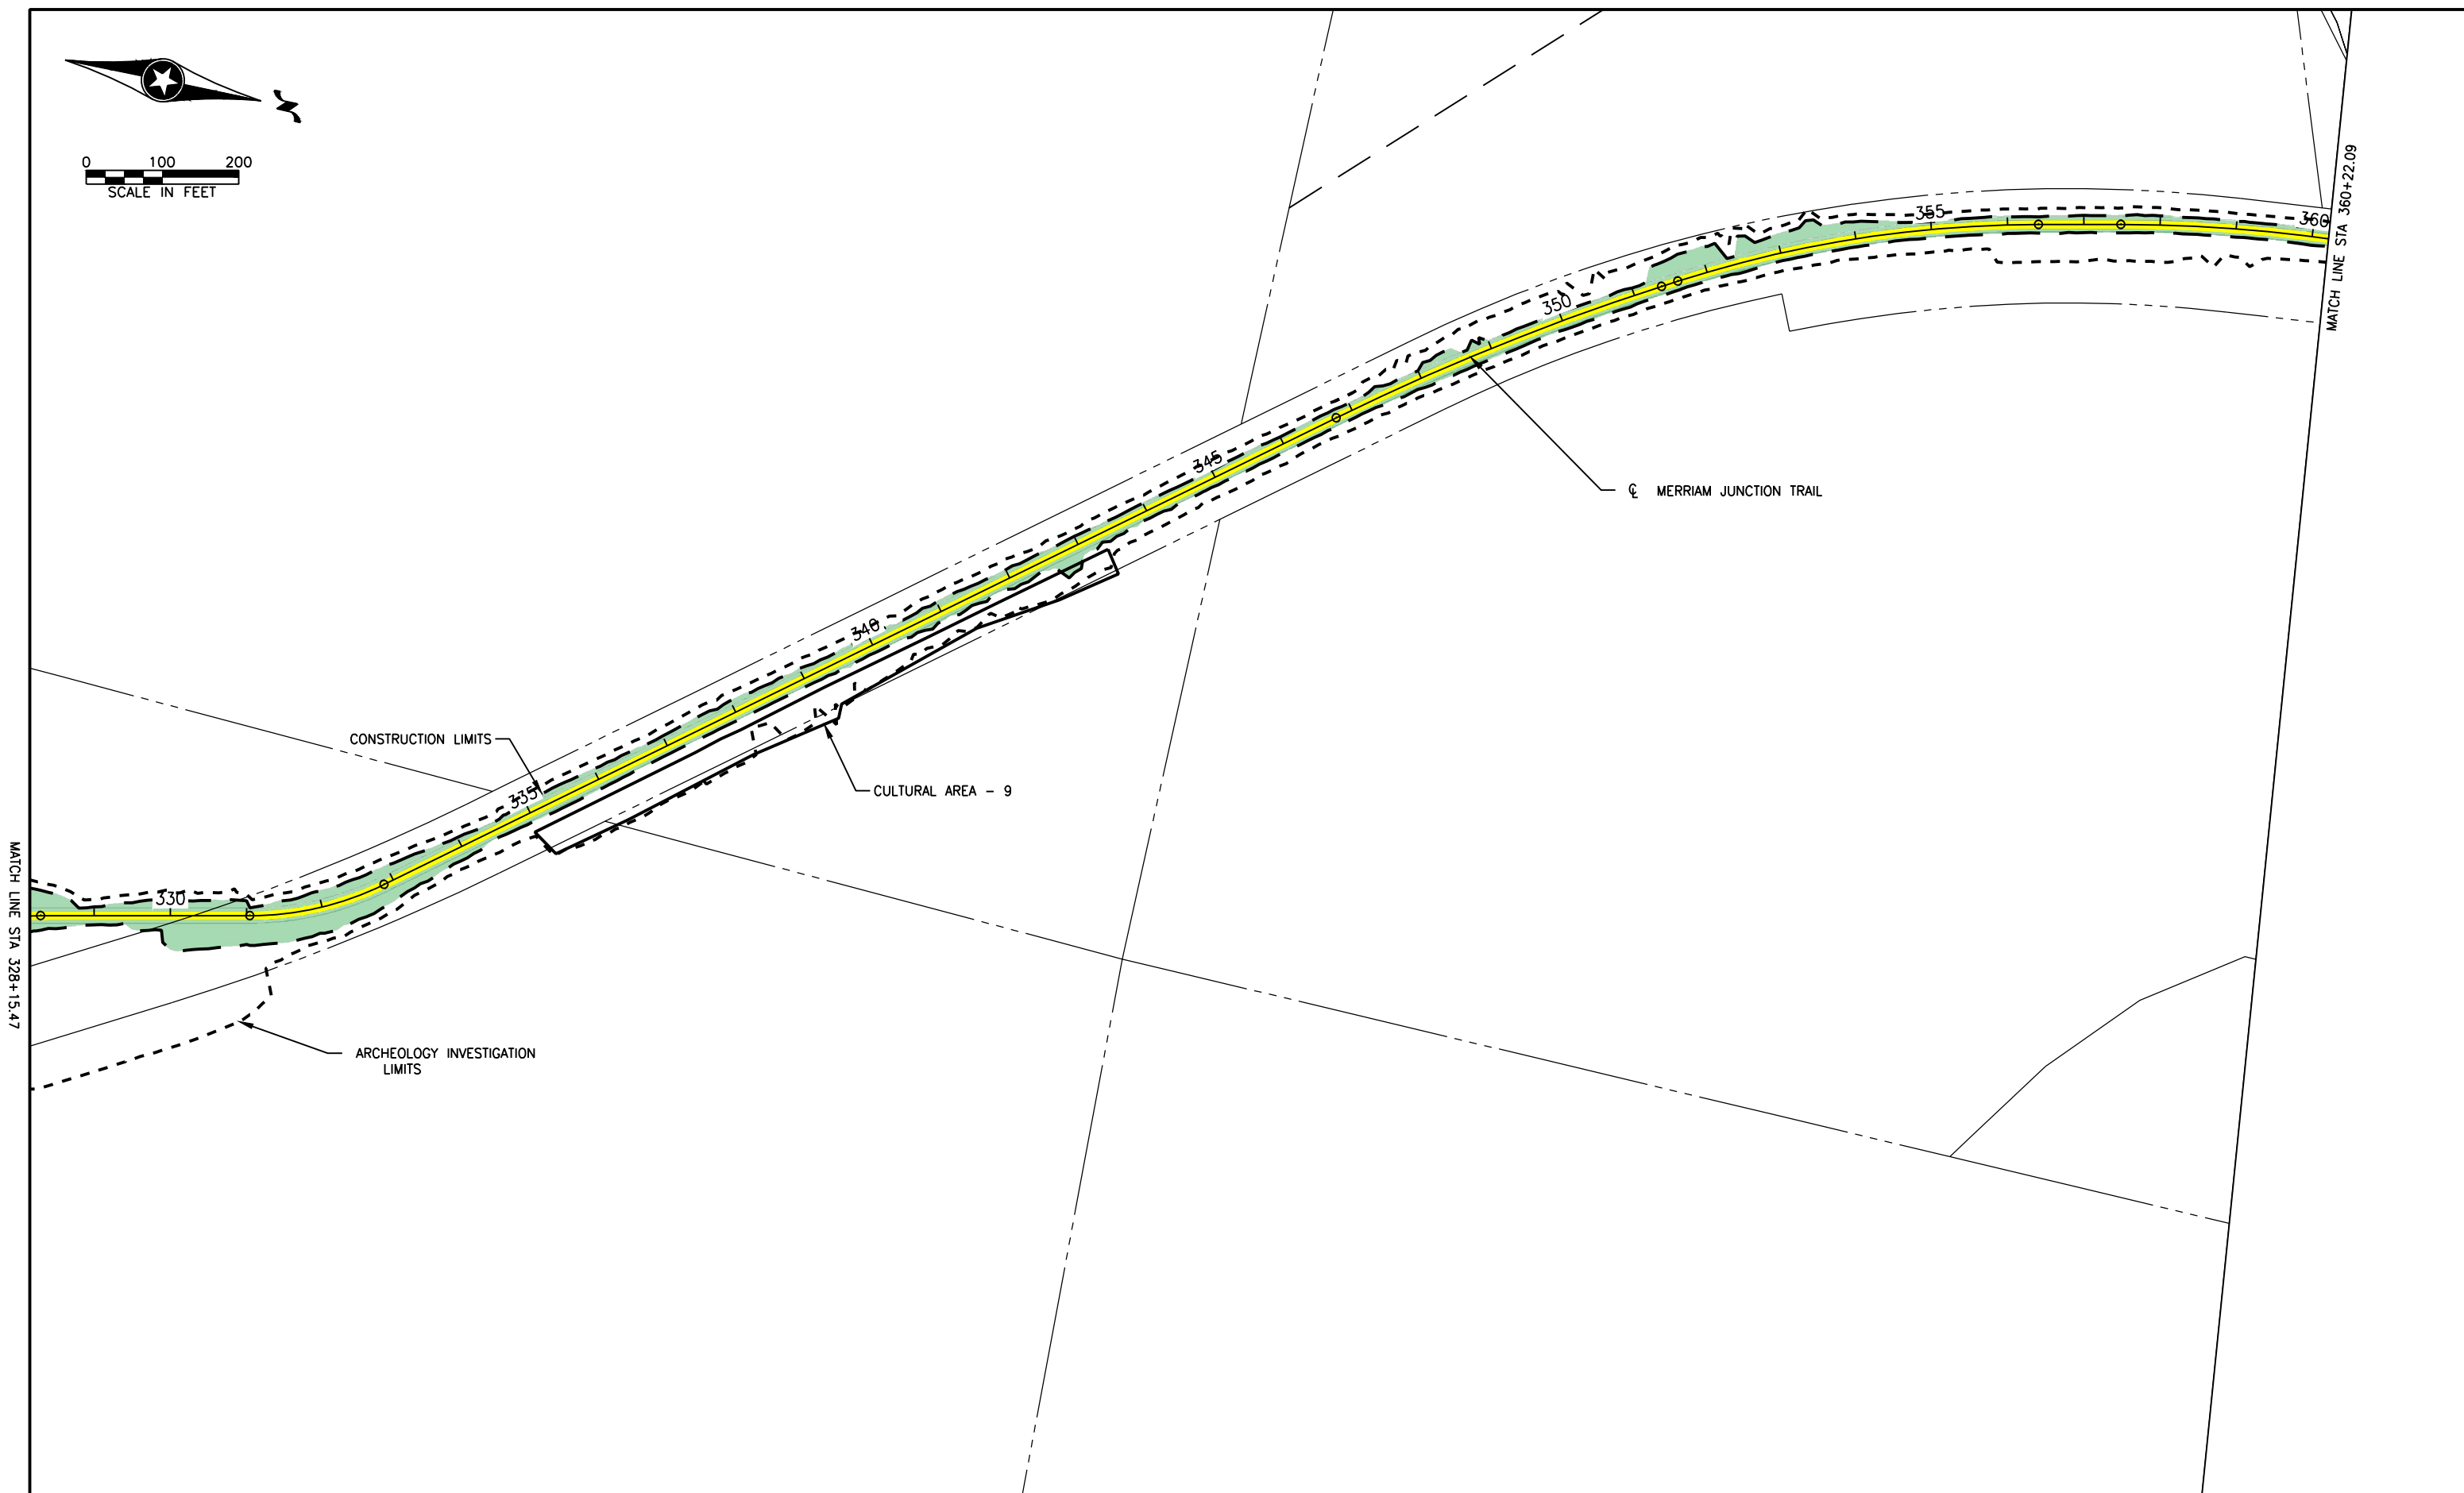 N
0 100 200
SCALE IN FEET
MATCH LINE STA 360+22.09
355
360
350
345
℄ MERRIAM JUNCTION TRAIL
340
CONSTRUCTION LIMITS
335
CULTURAL AREA - 9
330
MATCH LINE STA 328+15.47
ARCHEOLOGY INVESTIGATION
LIMITS